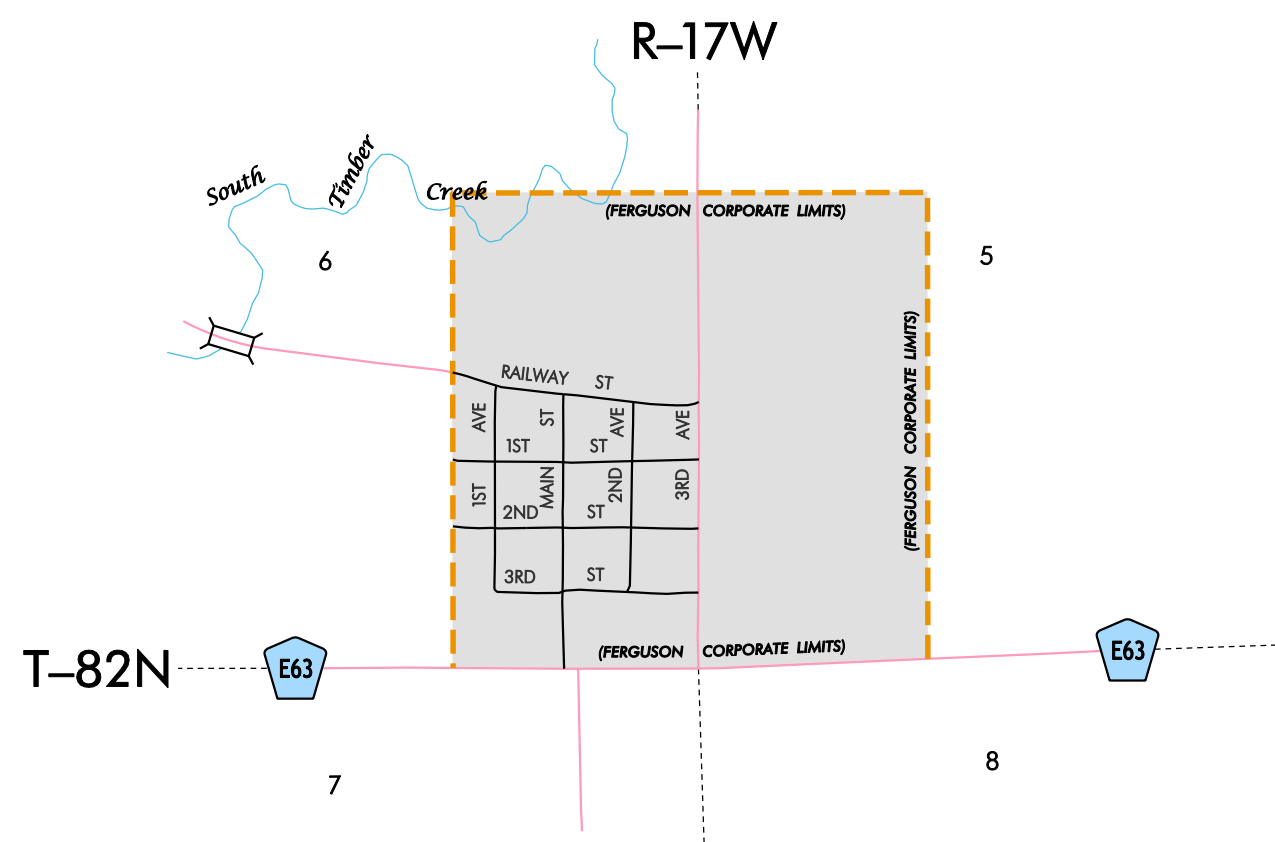 R–17W
South Timber Creek
(FERGUSON CORPORATE LIMITS)
6
5
(FERGUSON CORPORATE LIMITS)
RAILWAY ST
1ST AVE
MAIN ST
2ND AVE
3RD AVE
1ST ST
2ND ST
3RD ST
(FERGUSON CORPORATE LIMITS)
T–82N
E63
E63
7
8